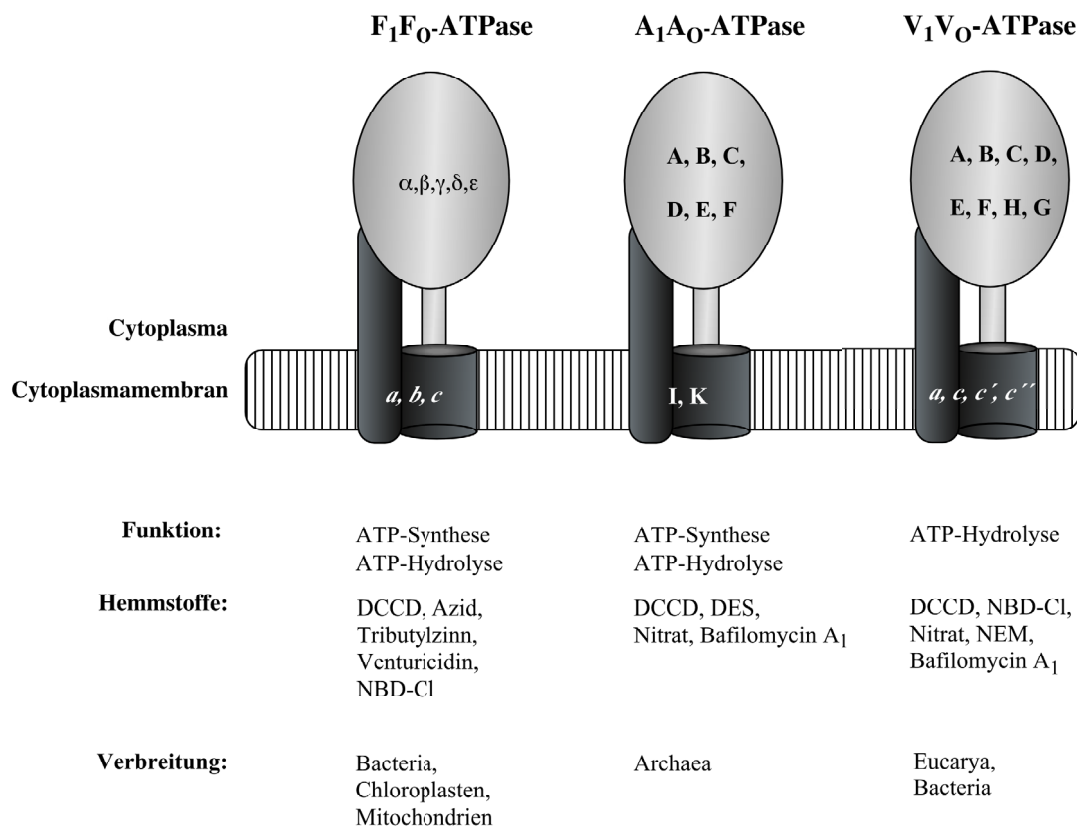 F1FO-ATPase A1AO-ATPase V1VO-ATPase
α,β,γ,δ,ε
A, B, C,
D, E, F
A, B, C, D,
E, F, H, G
Cytoplasma
Cytoplasmamembran
a, b, c
I, K
a, c, c´, c´´
Funktion:
ATP-Synthese
ATP-Hydrolyse
ATP-Synthese
ATP-Hydrolyse
ATP-Hydrolyse
Hemmstoffe:
DCCD, Azid,
Tributylzinn,
Venturicidin,
NBD-Cl
DCCD, DES,
Nitrat, Bafilomycin A1
DCCD, NBD-Cl,
Nitrat, NEM,
Bafilomycin A1
Verbreitung:
Bacteria,
Chloroplasten,
Mitochondrien
Archaea
Eucarya,
Bacteria